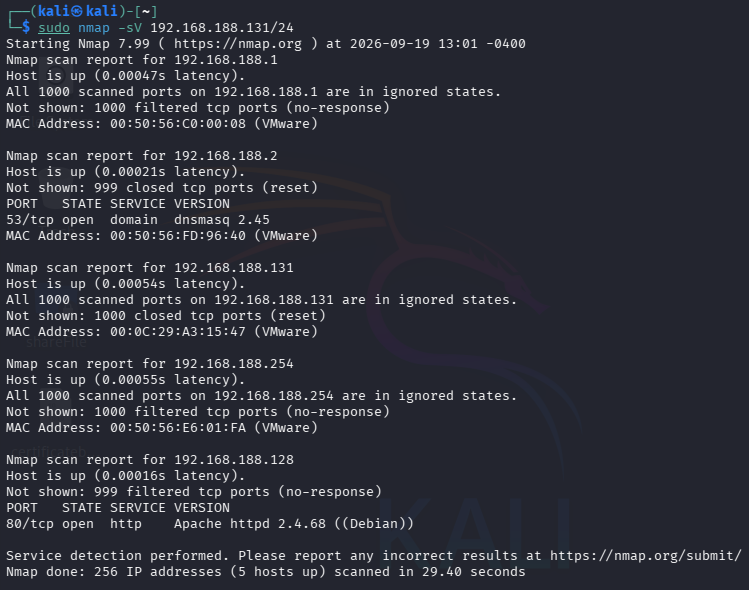 ┌──(kali㉿kali)-[~]
└─$ sudo nmap -sV 192.168.188.131/24
Starting Nmap 7.99 ( https://nmap.org ) at 2026-09-19 13:01 -0400
Nmap scan report for 192.168.188.1
Host is up (0.00047s latency).
All 1000 scanned ports on 192.168.188.1 are in ignored states.
Not shown: 1000 filtered tcp ports (no-response)
MAC Address: 00:50:56:C0:00:08 (VMware)

Nmap scan report for 192.168.188.2
Host is up (0.00021s latency).
Not shown: 999 closed tcp ports (reset)
PORT   STATE SERVICE VERSION
53/tcp open  domain  dnsmasq 2.45
MAC Address: 00:50:56:FD:96:40 (VMware)

Nmap scan report for 192.168.188.131
Host is up (0.00054s latency).
All 1000 scanned ports on 192.168.188.131 are in ignored states.
Not shown: 1000 closed tcp ports (reset)
MAC Address: 00:0C:29:A3:15:47 (VMware)
shareFile

Nmap scan report for 192.168.188.254
Host is up (0.00055s latency).
All 1000 scanned ports on 192.168.188.254 are in ignored states.
Not shown: 1000 filtered tcp ports (no-response)
MAC Address: 00:50:56:E6:01:FA (VMware)

Nmap scan report for 192.168.188.128
Host is up (0.00016s latency).
Not shown: 999 filtered tcp ports (no-response)
PORT   STATE SERVICE VERSION
80/tcp open  http    Apache httpd 2.4.68 ((Debian))
KALI

Service detection performed. Please report any incorrect results at https://nmap.org/submit/
Nmap done: 256 IP addresses (5 hosts up) scanned in 29.40 seconds